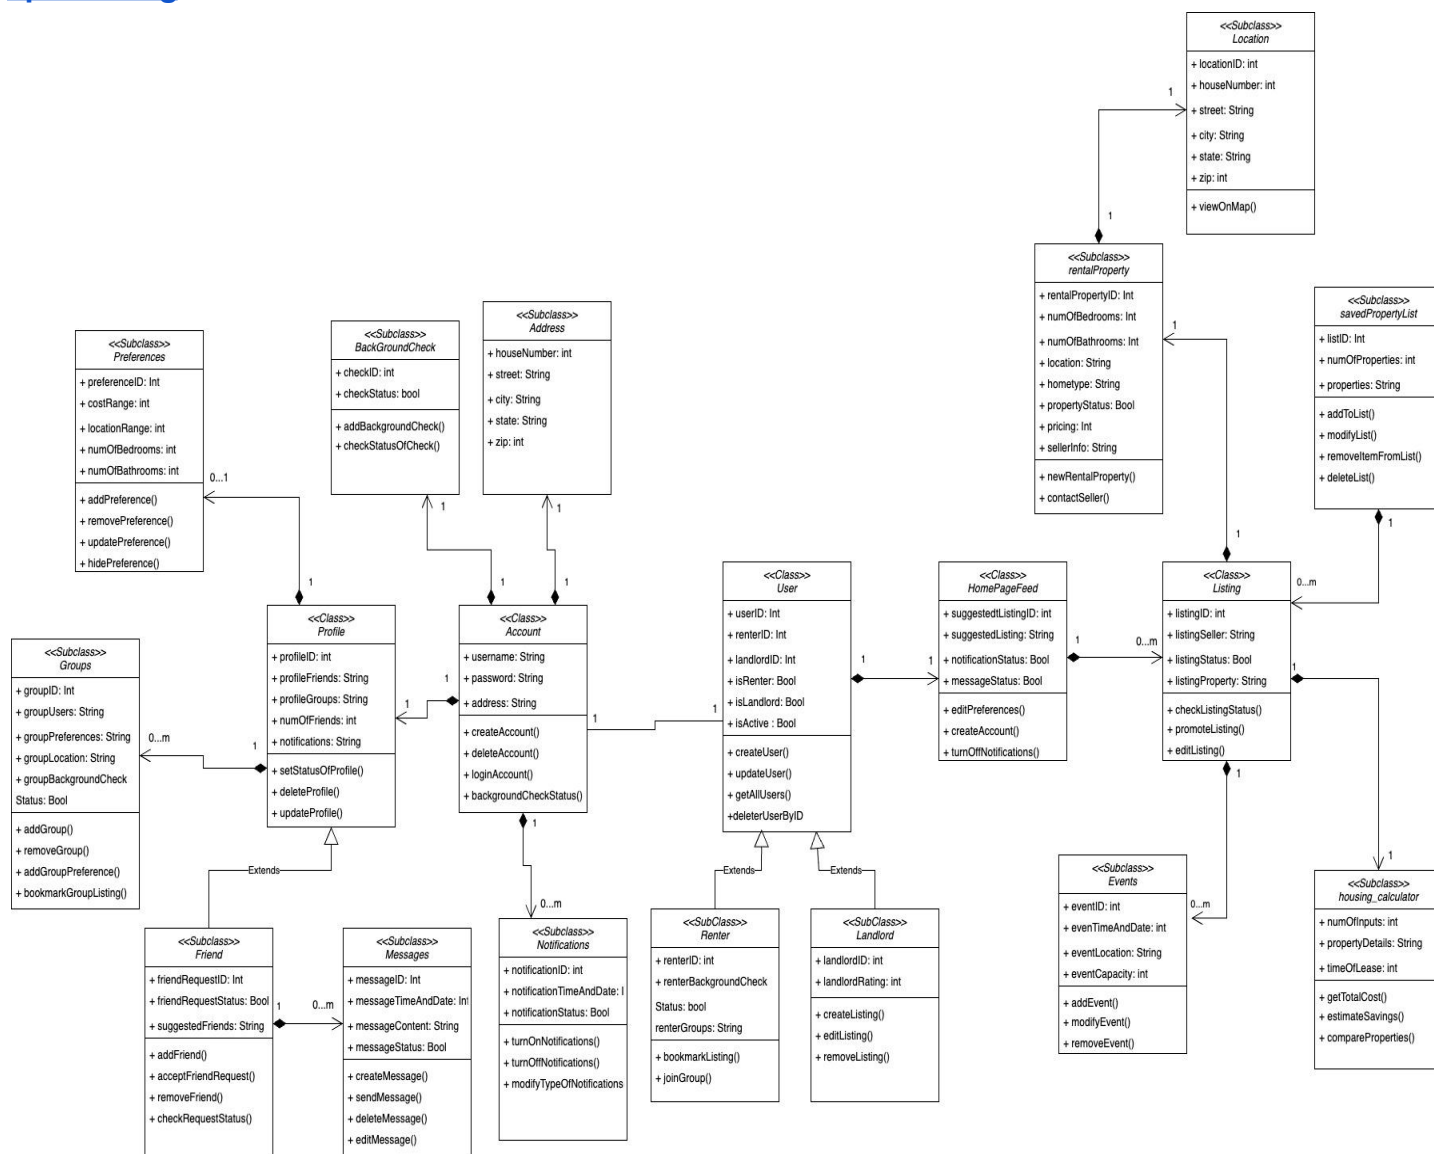 <<Subclass>>
Location
+ locationID: int
+ houseNumber: int
+ street: String
+ city: String
+ state: String
+ zip: int
+ viewOnMap()
1
1
<<Subclass>>
rentalProperty
+ rentalPropertyID: Int
+ numOfBedrooms: Int
+ numOfBathrooms: Int
+ location: String
+ hometype: String
+ propertyStatus: Bool
+ pricing: Int
+ sellerInfo: String
+ newRentalProperty()
+ contactSeller()
1
1
<<Subclass>>
savedPropertyList
+ listID: Int
+ numOfProperties: int
+ properties: String
+ addToList()
+ modifyList()
+ removeItemFromList()
+ deleteList()
1
0...m
<<Subclass>>
Preferences
+ preferenceID: Int
+ costRange: int
+ locationRange: int
+ numOfBedrooms: int
+ numOfBathrooms: int
+ addPreference()
+ removePreference()
+ updatePreference()
+ hidePreference()
0...1
1
<<Subclass>>
BackGroundCheck
+ checkID: int
+ checkStatus: bool
+ addBackgroundCheck()
+ checkStatusOfCheck()
1
1
<<Subclass>>
Address
+ houseNumber: int
+ street: String
+ city: String
+ state: String
+ zip: int
1
1
<<Subclass>>
Groups
+ groupID: Int
+ groupUsers: String
+ groupPreferences: String
+ groupLocation: String
+ groupBackgroundCheck
Status: Bool
+ addGroup()
+ removeGroup()
+ addGroupPreference()
+ bookmarkGroupListing()
0...m
1
<<Class>>
Profile
+ profileID: int
+ profileFriends: String
+ profileGroups: String
+ numOfFriends: int
+ notifications: String
+ setStatusOfProfile()
+ deleteProfile()
+ updateProfile()
1
1
<<Class>>
Account
+ username: String
+ password: String
+ address: String
+ createAccount()
+ deleteAccount()
+ loginAccount()
+ backgroundCheckStatus()
1
1
<<Class>>
User
+ userID: int
+ renterID: Int
+ landlordID: Int
+ isRenter: Bool
+ isLandlord: Bool
+ isActive : Bool
+ createUser()
+ updateUser()
+ getAllUsers()
+deleterUserByID
1
1
<<Class>>
HomePageFeed
+ suggestedtListingID: int
+ suggestedListing: String
+ notificationStatus: Bool
+ messageStatus: Bool
+ editPreferences()
+ createAccount()
+ turnOffNotifications()
1
0...m
<<Class>>
Listing
+ listingID: int
+ listingSeller: String
+ listingStatus: Bool
+ listingProperty: String
+ checkListingStatus()
+ promoteListing()
+ editListing()
1
1
1
0...m
Extends
<<Subclass>>
Friend
+ friendRequestID: Int
+ friendRequestStatus: Bool
+ suggestedFriends: String
+ addFriend()
+ acceptFriendRequest()
+ removeFriend()
+ checkRequestStatus()
1
0...m
<<Subclass>>
Messages
+ messageID: Int
+ messageTimeAndDate: Int
+ messageContent: String
+ messageStatus: Bool
+ createMessage()
+ sendMessage()
+ deleteMessage()
+ editMessage()
1
0...m
<<Subclass>>
Notifications
+ notificationID: int
+ notificationTimeAndDate: I
+ notificationStatus: Bool
+ turnOnNotifications()
+ turnOffNotifications()
+ modifyTypeOfNotifications
Extends
Extends
<<SubClass>>
Renter
+ renterID: int
+ renterBackgroundCheck
Status: bool
renterGroups: String
+ bookmarkListing()
+ joinGroup()
<<SubClass>>
Landlord
+ landlordID: int
+ landlordRating: int
+ createListing()
+ editListing()
+ removeListing()
<<Subclass>>
Events
+ eventID: int
+ evenTimeAndDate: int
+ eventLocation: String
+ eventCapacity: int
+ addEvent()
+ modifyEvent()
+ removeEvent()
<<Subclass>>
housing_calculator
+ numOfInputs: int
+ propertyDetails: String
+ timeOfLease: int
+ getTotalCost()
+ estimateSavings()
+ compareProperties()